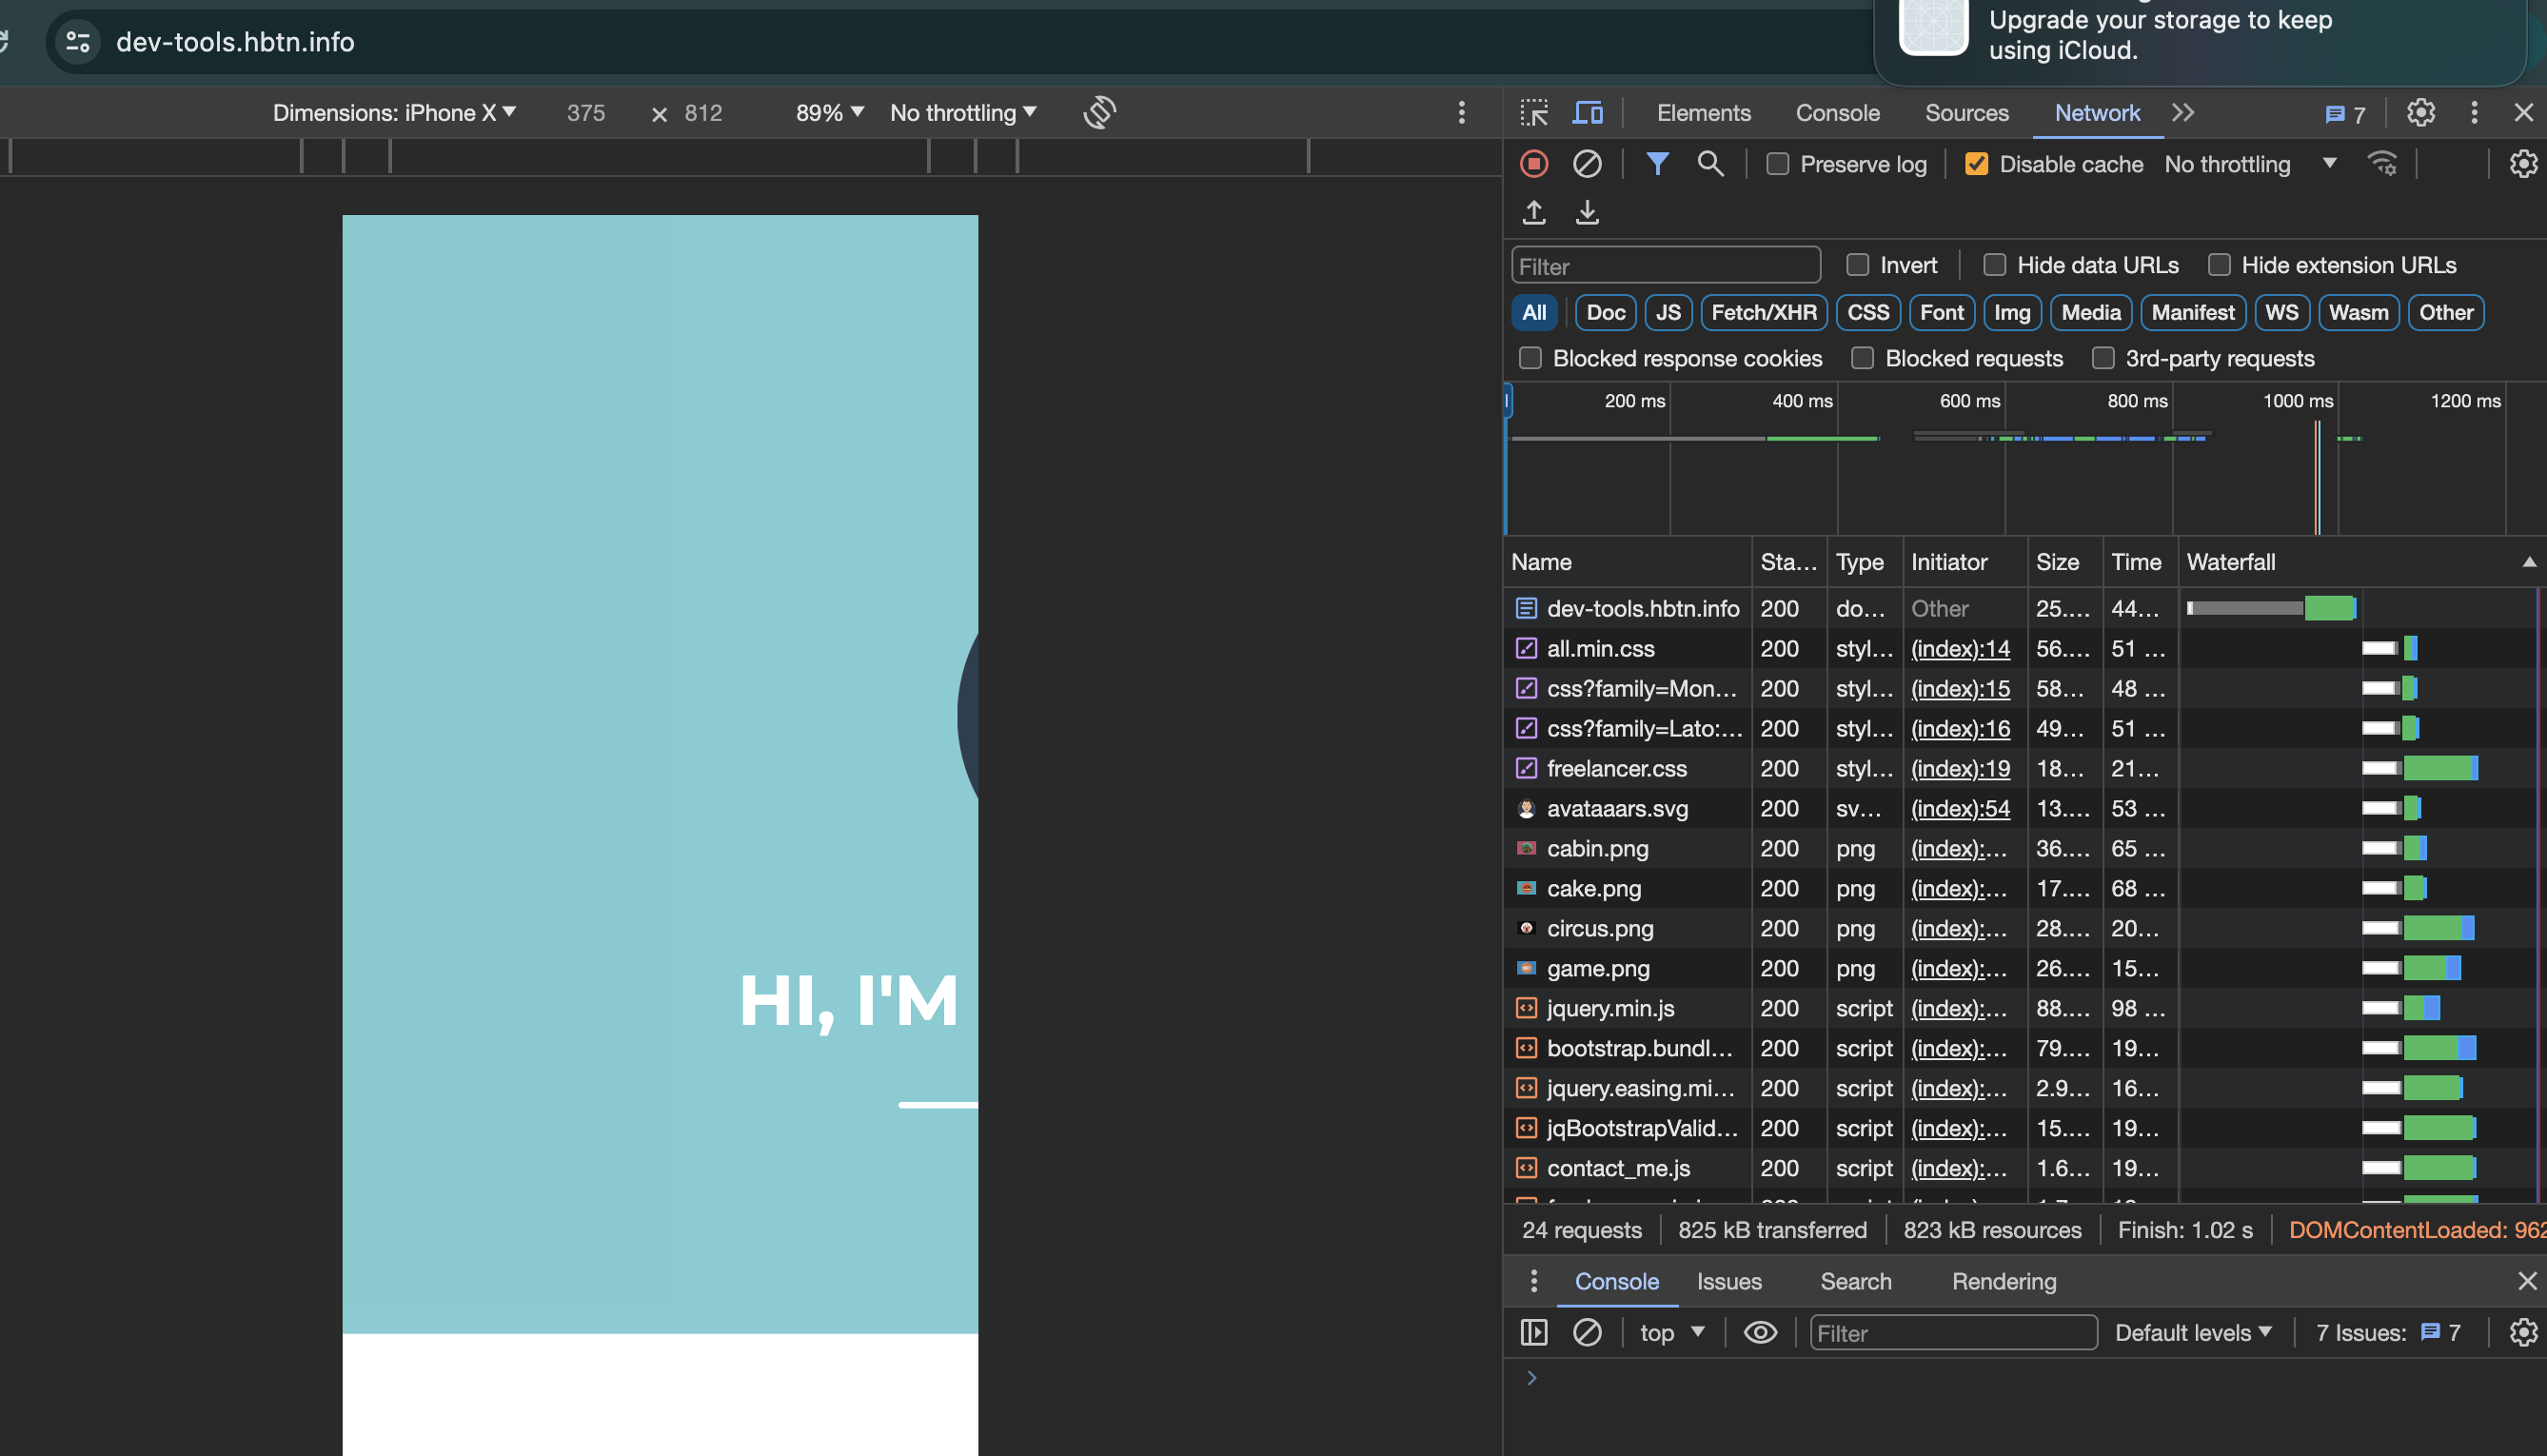 dev-tools.hbtn.info
Upgrade your storage to keep
using iCloud.
Dimensions: iPhone X 375 × 812 89% No throttling
Elements Console Sources Network 7
Preserve log Disable cache No throttling
Filter Invert Hide data URLs Hide extension URLs
All Doc JS Fetch/XHR CSS Font Img Media Manifest WS Wasm Other
Blocked response cookies Blocked requests 3rd-party requests
200 ms 400 ms 600 ms 800 ms 1000 ms 1200 ms
Name Sta... Type Initiator Size Time Waterfall
dev-tools.hbtn.info 200 do... Other 25.... 44...
all.min.css 200 styl... (index):14 56.... 51 ...
css?family=Mon... 200 styl... (index):15 58... 48 ...
css?family=Lato:... 200 styl... (index):16 49... 51 ...
freelancer.css 200 styl... (index):19 18... 21...
avataaars.svg 200 sv... (index):54 13.... 53 ...
cabin.png 200 png (index):... 36.... 65 ...
cake.png 200 png (index):... 17.... 68 ...
circus.png 200 png (index):... 28.... 20...
game.png 200 png (index):... 26.... 15...
jquery.min.js 200 script (index):... 88.... 98 ...
bootstrap.bundl... 200 script (index):... 79.... 19...
jquery.easing.mi... 200 script (index):... 2.9... 16...
jqBootstrapValid... 200 script (index):... 15.... 19...
contact_me.js 200 script (index):... 1.6... 19...
24 requests 825 kB transferred 823 kB resources Finish: 1.02 s DOMContentLoaded: 962
Console Issues Search Rendering
top Filter Default levels 7 Issues: 7
HI, I'M